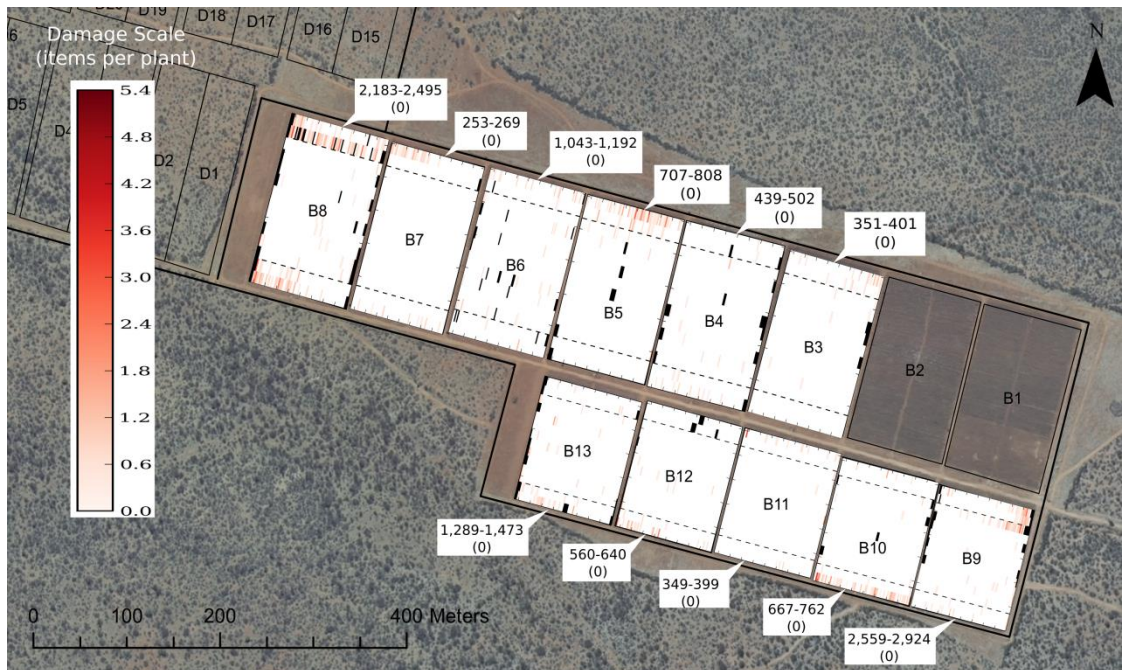 D19
D18
D17
D16
D15
N
Damage Scale
(items per plant)
5.4
4.8
4.2
3.6
3.0
2.4
1.8
1.2
0.6
0.0
D5
D2
D1
2,183-2,495
(0)
253-269
(0)
1,043-1,192
(0)
707-808
(0)
439-502
(0)
351-401
(0)
B8
B7
B6
B5
B4
B3
B2
B1
B13
B12
B11
B10
B9
1,289-1,473
(0)
560-640
(0)
349-399
(0)
667-762
(0)
2,559-2,924
(0)
0 100 200 400 Meters